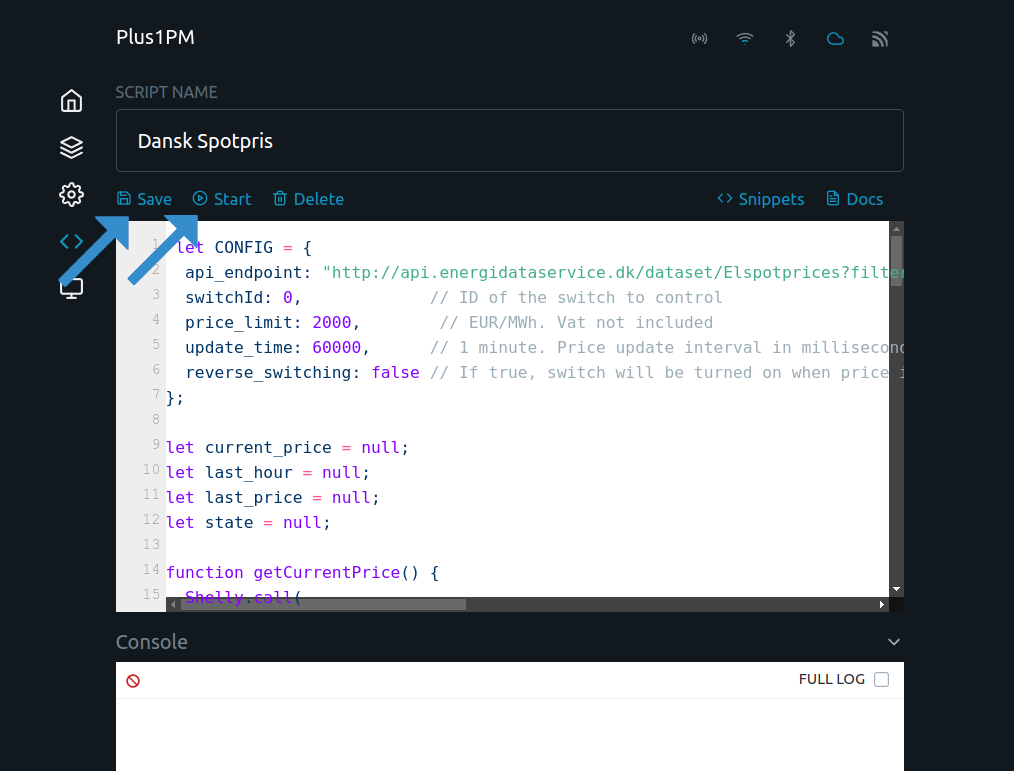 Plus1PM
SCRIPT NAME
Dansk Spotpris
Save Start Delete Snippets Docs
1 let CONFIG = {
2 api_endpoint: "http://api.energidataservice.dk/dataset/Elspotprices?filter
3 switchId: 0, // ID of the switch to control
4 price_limit: 2000, // EUR/MWh. Vat not included
5 update_time: 60000, // 1 minute. Price update interval in millisecond
6 reverse_switching: false // If true, switch will be turned on when price i
7 };
8
9 let current_price = null;
10 let last_hour = null;
11 let last_price = null;
12 let state = null;
13
14 function getCurrentPrice() {
15 Shelly.call(
Console
FULL LOG